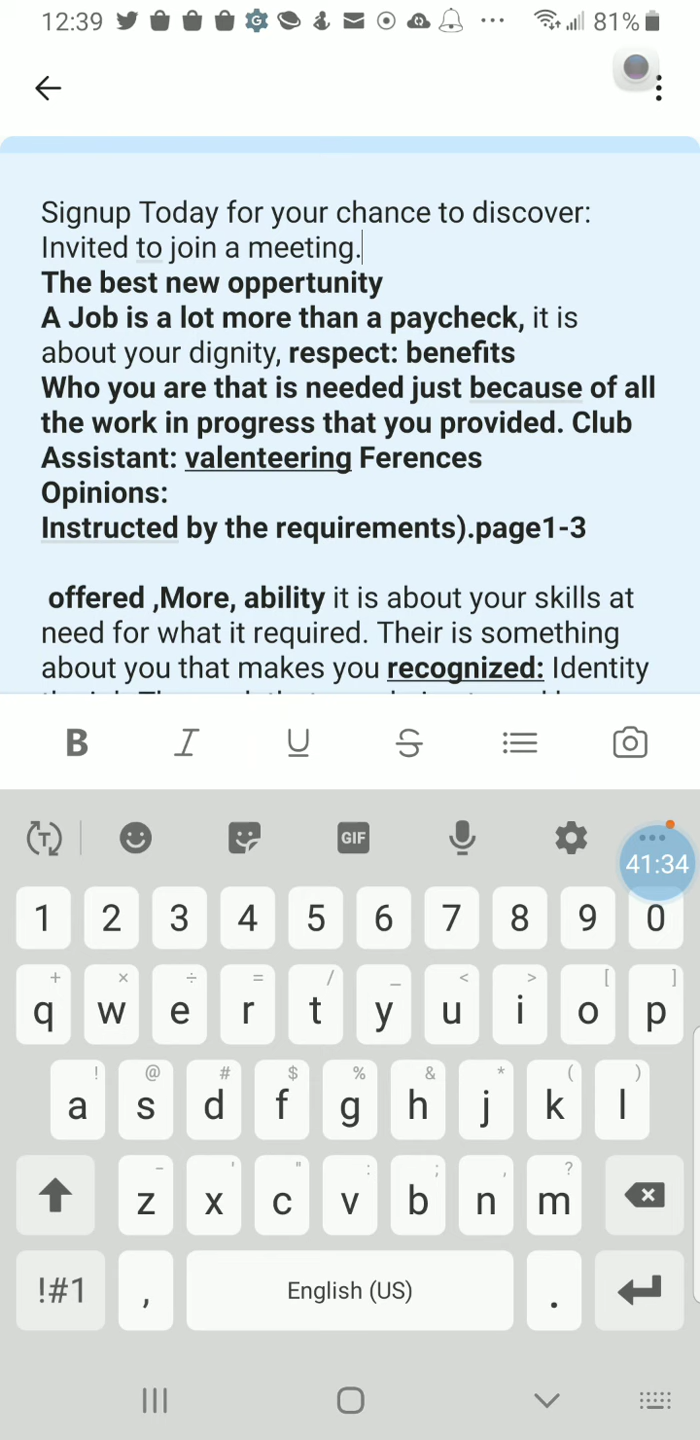 12:39 81%
Signup Today for your chance to discover:
Invited to join a meeting.
The best new oppertunity
A Job is a lot more than a paycheck, it is
about your dignity, respect: benefits
Who you are that is needed just because of all
the work in progress that you provided. Club
Assistant: valenteering Ferences
Opinions:
Instructed by the requirements).page1-3
offered ,More, ability it is about your skills at
need for what it required. Their is something
about you that makes you recognized: Identity
B I U S
T GIF
41:34
1 2 3 4 5 6 7 8 9 0
+ × ÷ = / _ < > [ ]
q w e r t y u i o p
! @ # $ % & * ( )
a s d f g h j k l
- ' " : ; , ?
z x c v b n m
!#1 , English (US) .